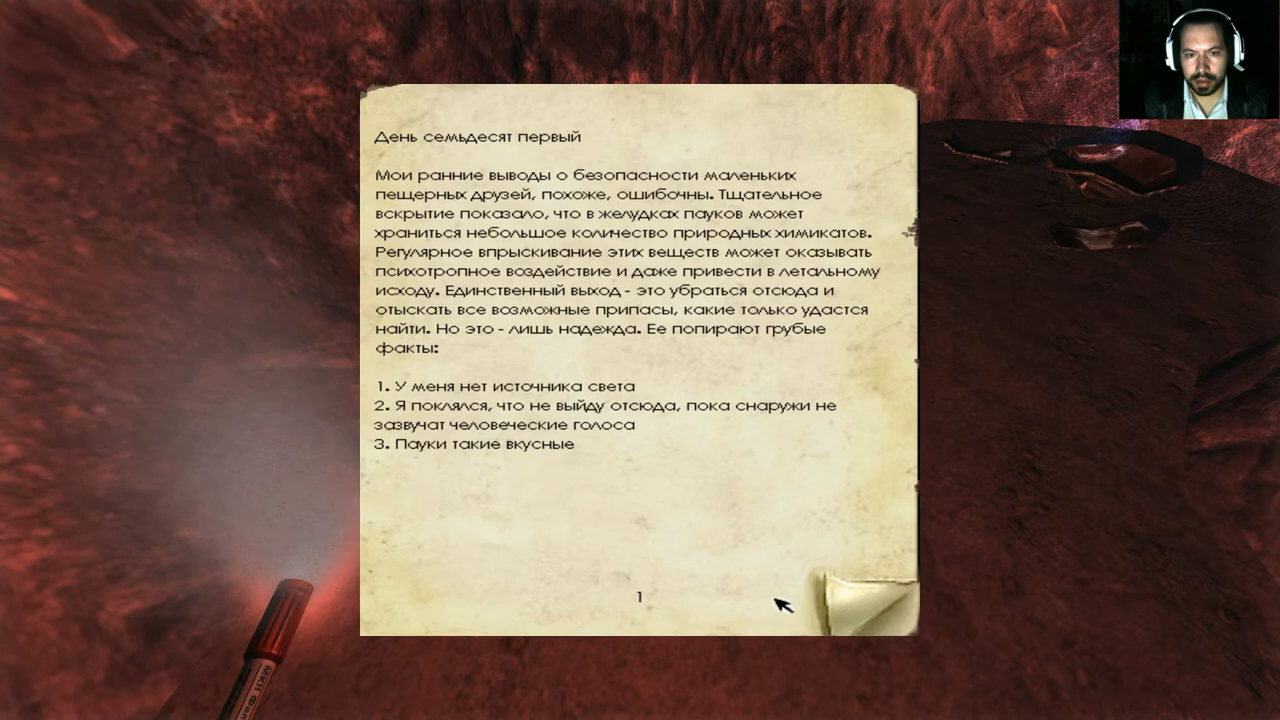 День семьдесят первый
Мои ранние выводы о безопасности маленьких
пещерных друзей, похоже, ошибочны. Тщательное
вскрытие показало, что в желудках пауков может
храниться небольшое количество природных химикатов.
Регулярное впрыскивание этих веществ может оказывать
психотропное воздействие и даже привести в летальному
исходу. Единственный выход - это убраться отсюда и
отыскать все возможные припасы, какие только удастся
найти. Но это - лишь надежда. Ее попирают грубые
факты:
1. У меня нет источника света
2. Я поклялся, что не выйду отсюда, пока снаружи не
зазвучат человеческие голоса
3. Пауки такие вкусные
1